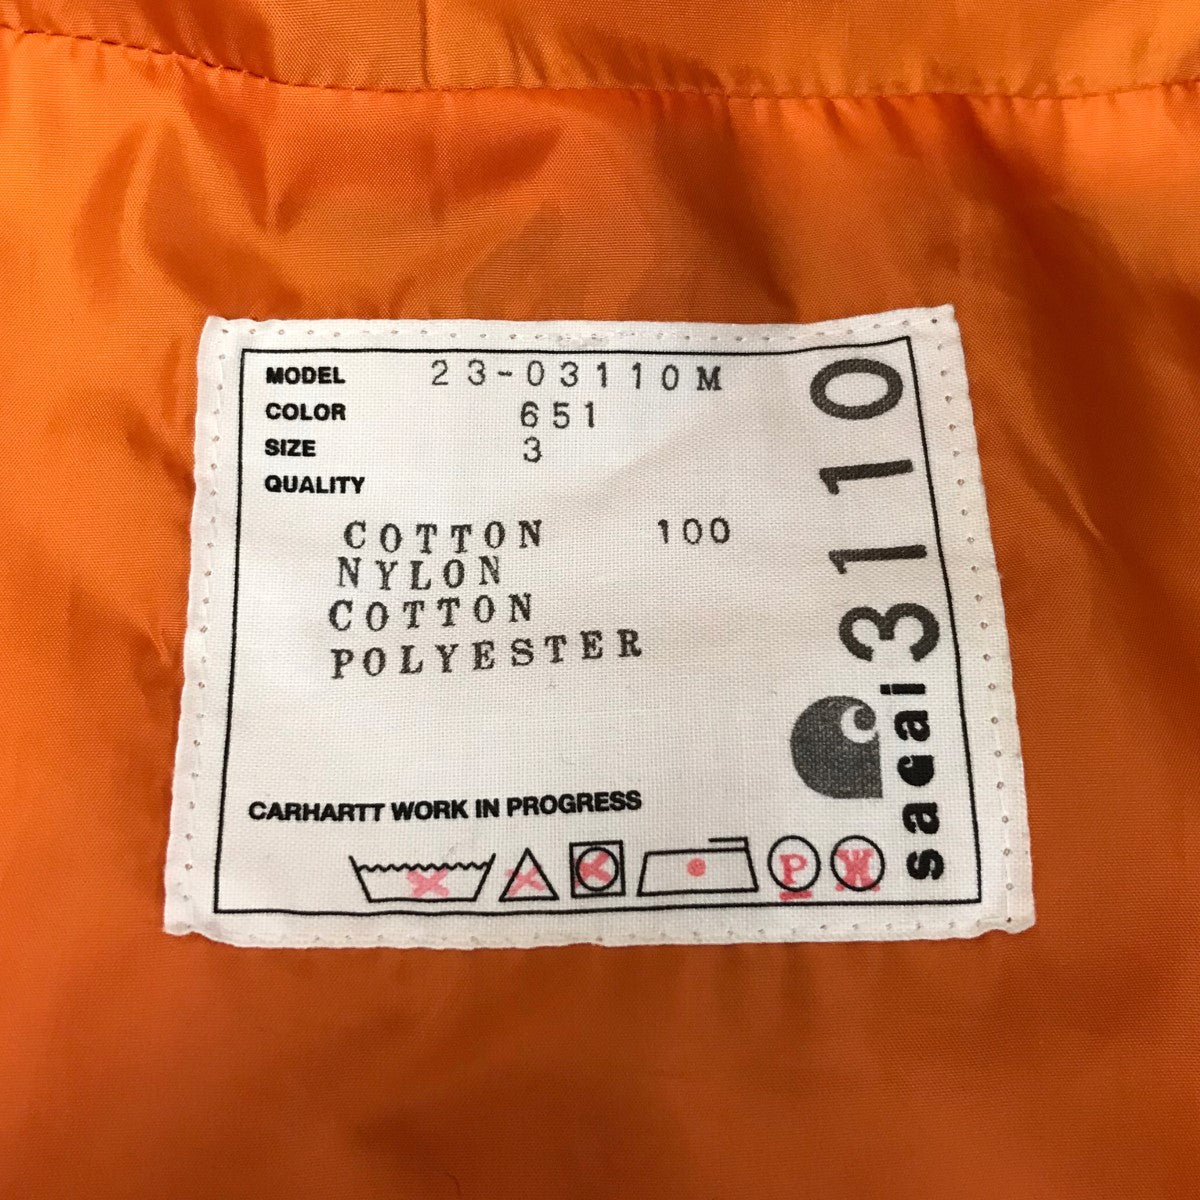 MODEL 23-03110M
COLOR 651
SIZE 3
QUALITY
COTTON 100
NYLON
COTTON
POLYESTER
CARHARTT WORK IN PROGRESS
P W
sacai 3110